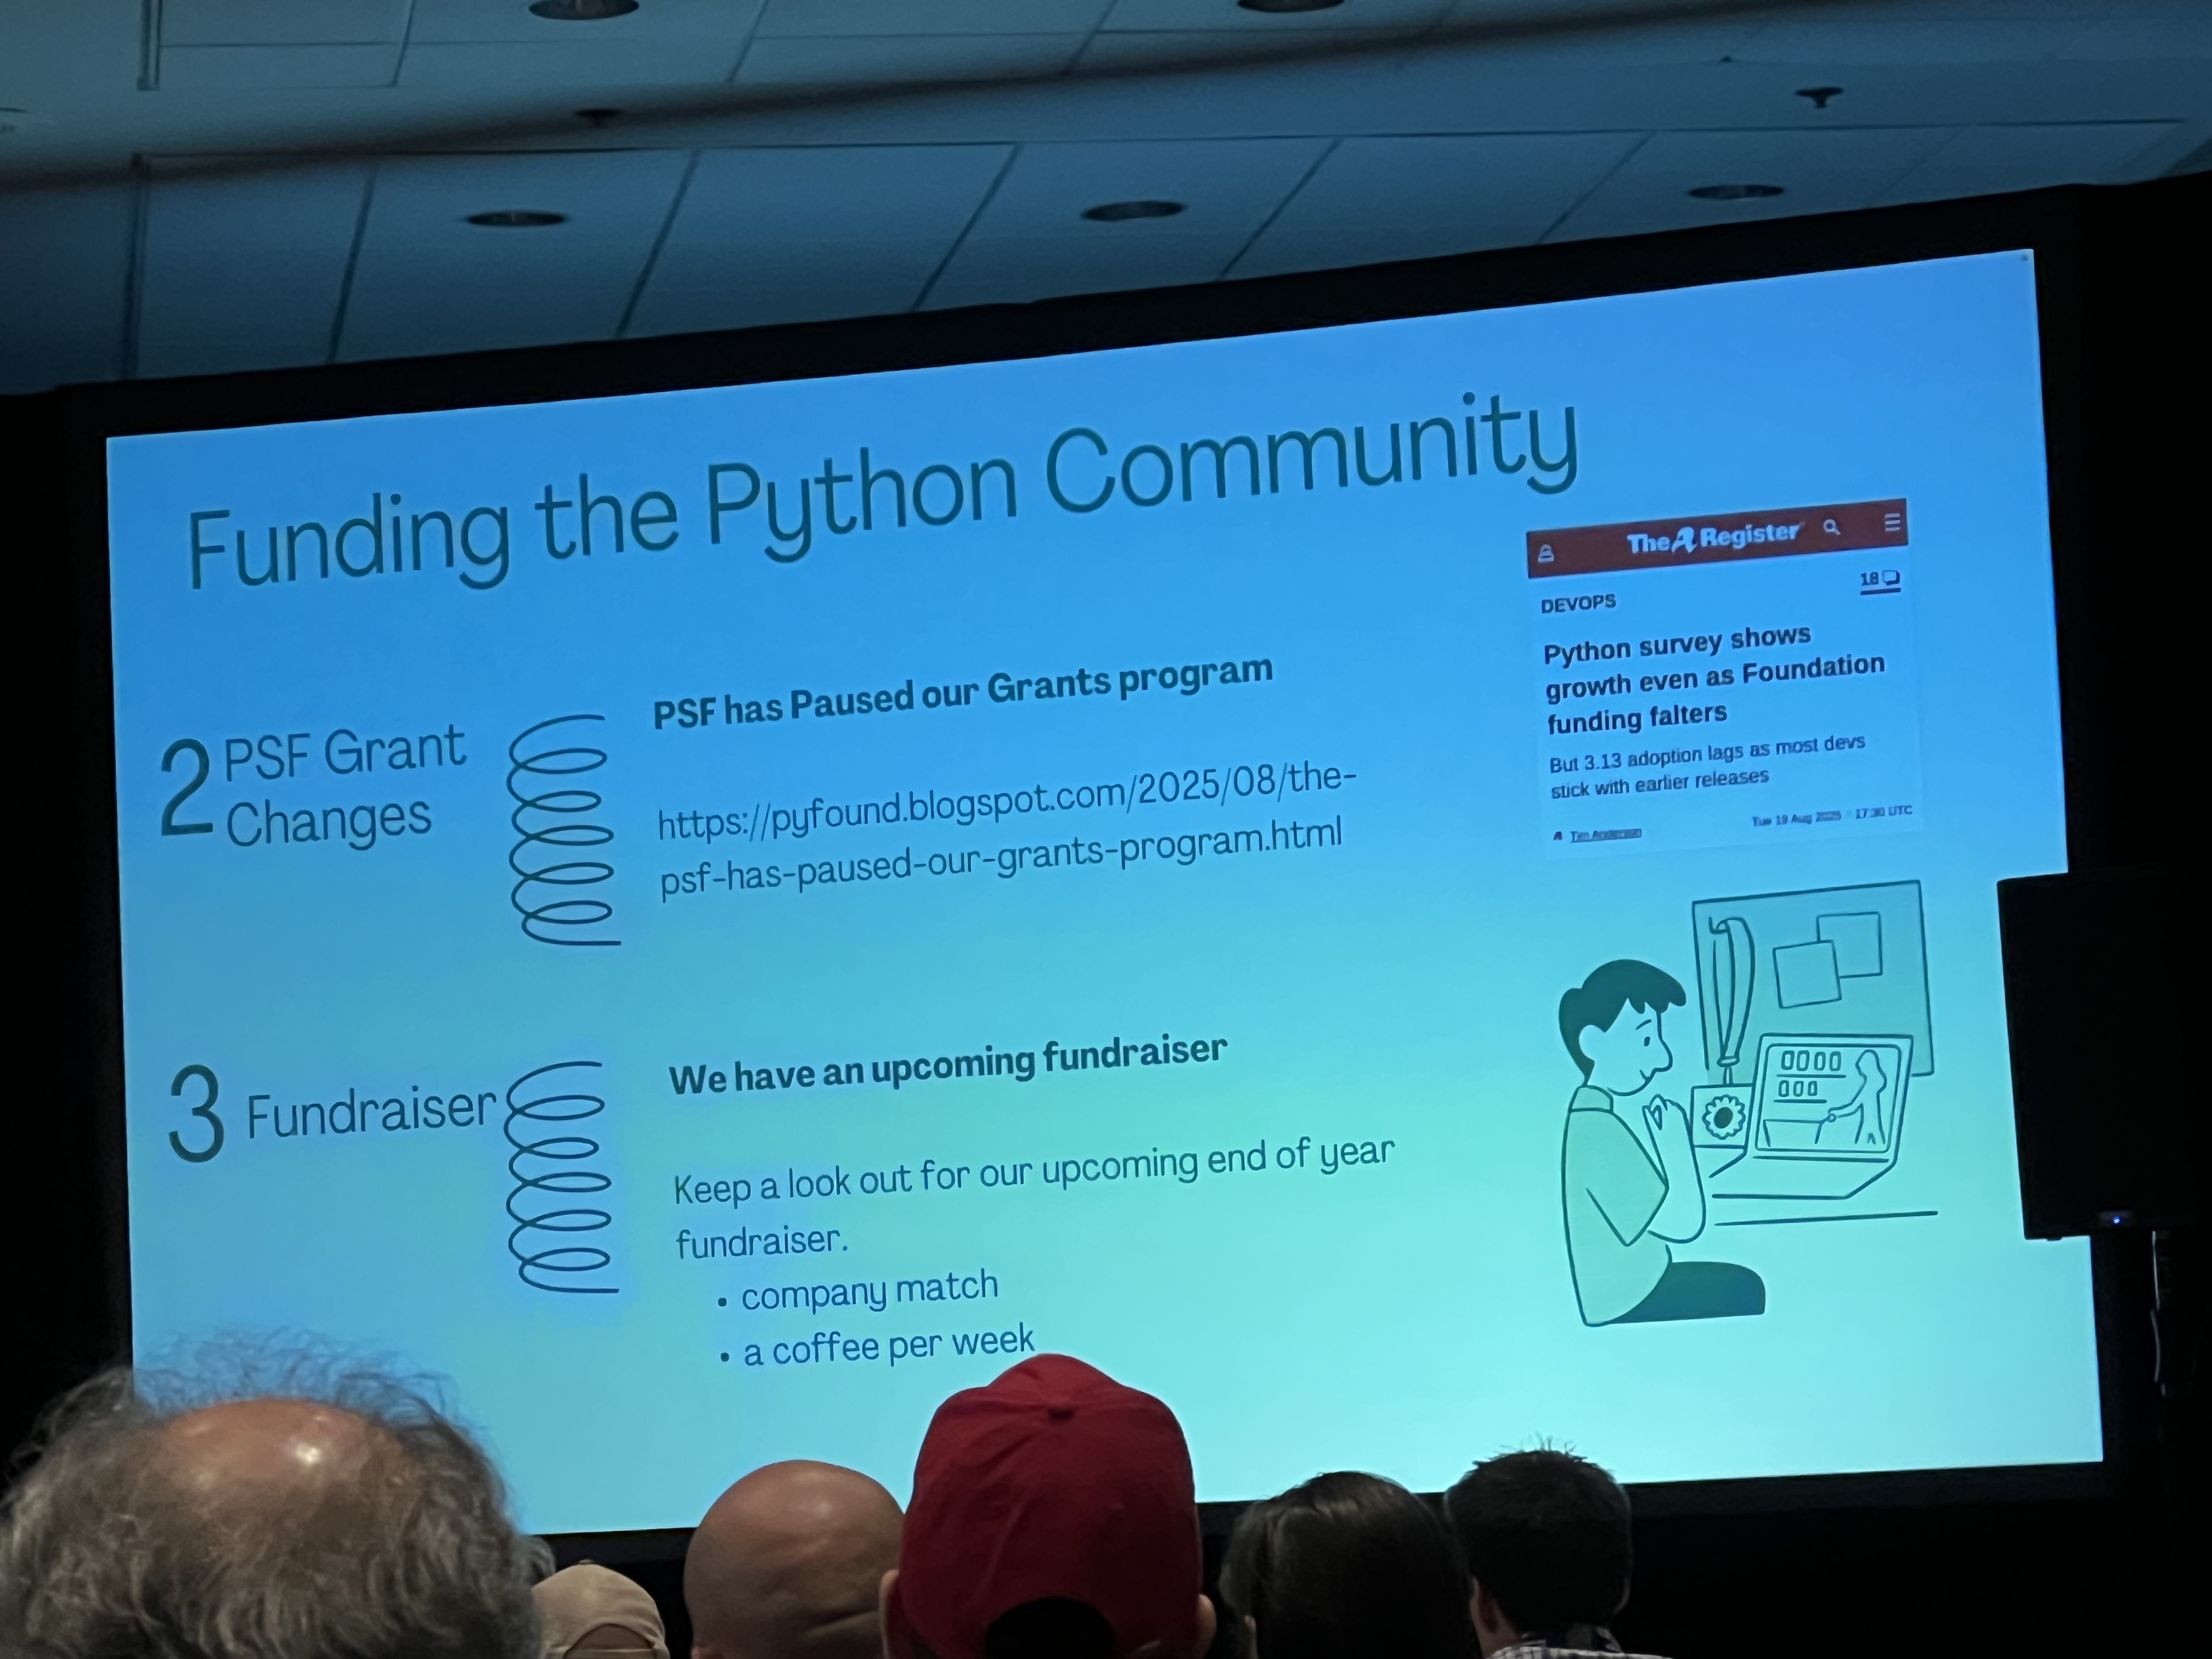 Funding the Python Community
2 PSF Grant
Changes
PSF has Paused our Grants program
https://pyfound.blogspot.com/2025/08/the-
psf-has-paused-our-grants-program.html
3 Fundraiser
We have an upcoming fundraiser
Keep a look out for our upcoming end of year
fundraiser.
• company match
• a coffee per week
The Register
18
DEVOPS
Python survey shows
growth even as Foundation
funding falters
But 3.13 adoption lags as most devs
stick with earlier releases
Tim Anderson
Tue 19 Aug 2025 17:30 UTC